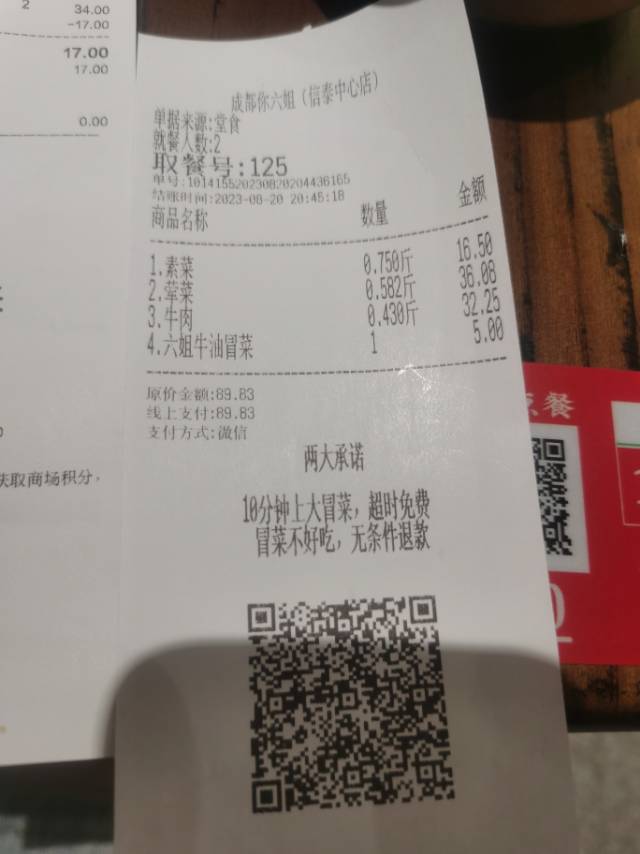 2 34.00
-17.00
17.00
17.00
0.00
获取商场积分，
成都你六姐（信泰中心店）
单据来源:堂食
就餐人数:2
取餐号:125
单号:10141552023082020443​6165
结账时间:2023-08-20 20:45:18
商品名称 数量 金额
1.素菜 0.750斤 16.50
2.荤菜 0.582斤 36.08
3.牛肉 0.430斤 32.25
4.六姐牛油冒菜 1 5.00
原价金额:89.83
线上支付:89.83
支付方式:微信
两大承诺
10分钟上大冒菜，超时免费
冒菜不好吃，无条件退款
餐